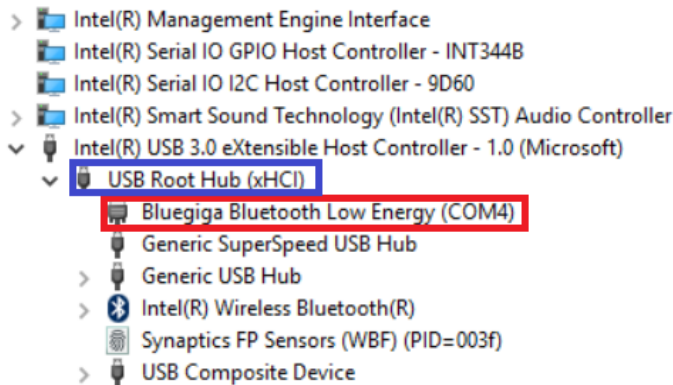 Intel(R) Management Engine Interface
Intel(R) Serial IO GPIO Host Controller - INT344B
Intel(R) Serial IO I2C Host Controller - 9D60
Intel(R) Smart Sound Technology (Intel(R) SST) Audio Controller
Intel(R) USB 3.0 eXtensible Host Controller - 1.0 (Microsoft)
USB Root Hub (xHCI)
Bluegiga Bluetooth Low Energy (COM4)
Generic SuperSpeed USB Hub
Generic USB Hub
Intel(R) Wireless Bluetooth(R)
Synaptics FP Sensors (WBF) (PID=003f)
USB Composite Device